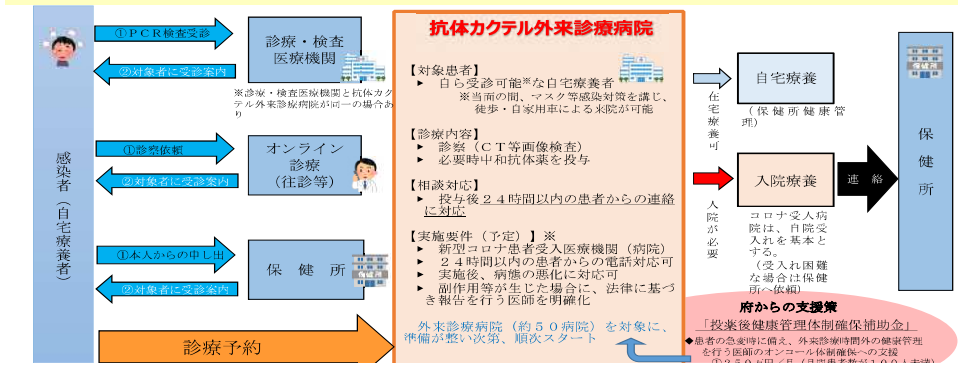 感染者（自宅療養者）
①ＰＣＲ検査受診
②対象者に受診案内
診療・検査
医療機関
※診療・検査医療機関と抗体カク
テル外来診療病院が同一の場合あ
り
①診察依頼
②対象者に受診案内
オンライン
診療
（往診等）
①本人からの申し出
②対象者に受診案内
保健所
診療予約
抗体カクテル外来診療病院
【対象患者】
▶ 自ら受診可能※な自宅療養者
※当面の間、マスク等感染対策を講じ、
徒歩・自家用車による来院が可能
【診療内容】
▶ 診察（ＣＴ等画像検査）
▶ 必要時中和抗体薬を投与
【相談対応】
▶ 投与後２４時間以内の患者からの連絡
に対応
【実施要件（予定）】※
▶ 新型コロナ患者受入医療機関（病院）
▶ ２４時間以内の患者からの電話対応可
▶ 実施後、病態の悪化に対応可
▶ 副作用等が生じた場合に、法律に基づ
き報告を行う医師を明確化
外来診療病院（約５０病院）を対象に、
準備が整い次第、順次スタート
在宅療養可
自宅療養
（保健所健康管
理）
入院が必要
入院療養
コロナ受入病
院は、自院受
入れを基本と
する。
（受入れ困難
な場合は保健
所へ依頼）
連絡
保健所
保健所
府からの支援策
「投薬後健康管理体制確保補助金」
◆患者の急変時に備え、外来診療時間外の健康管理
を行う医師のオンコール体制確保への支援